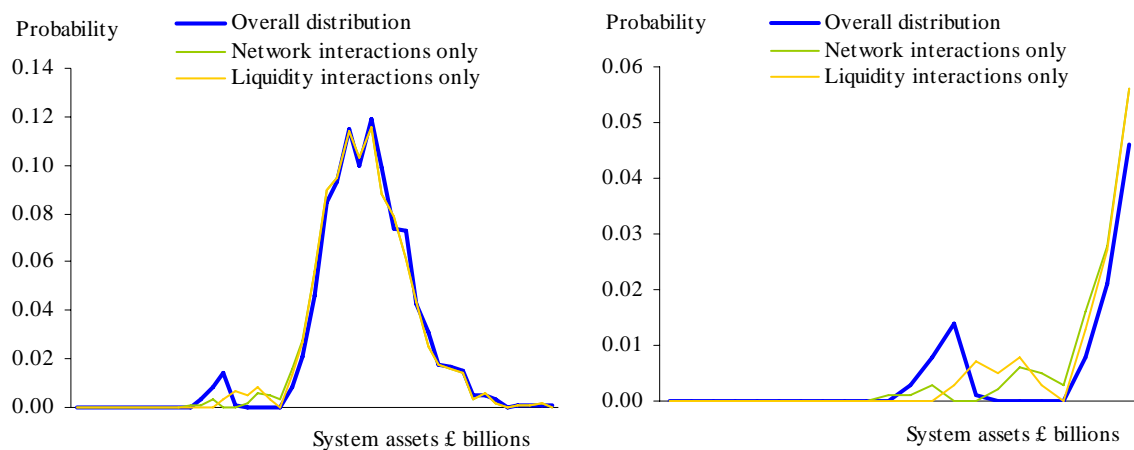 Probability
Overall distribution
Network interactions only
Liquidity interactions only
0.14
0.12
0.10
0.08
0.06
0.04
0.02
0.00
System assets £ billions
Probability
Overall distribution
Network interactions only
Liquidity interactions only
0.06
0.05
0.04
0.03
0.02
0.01
0.00
System assets £ billions